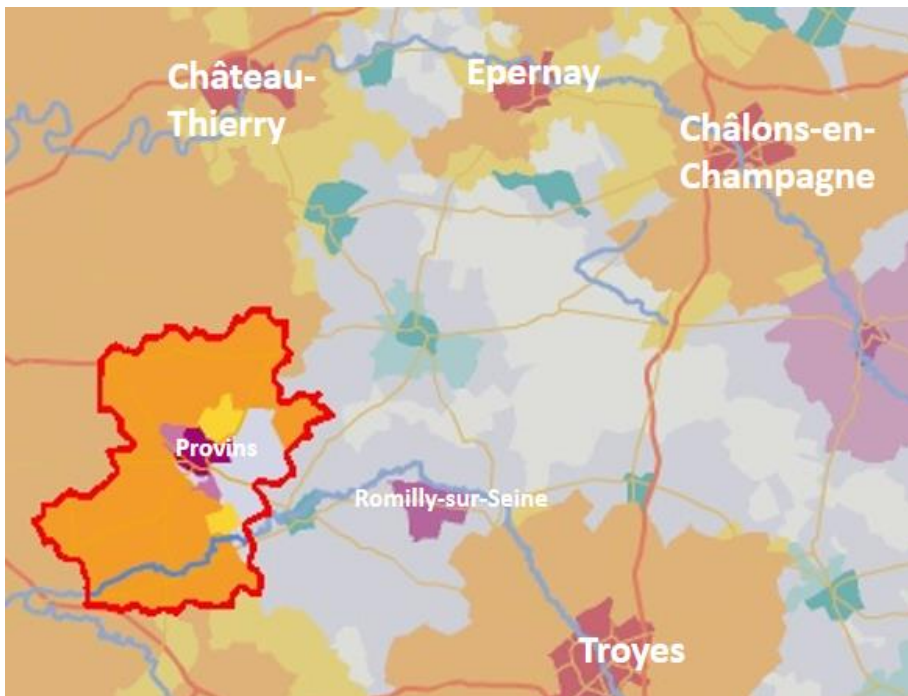 Château-
Thierry
Epernay
Châlons-en-
Champagne
Provins
Romilly-sur-Seine
Troyes